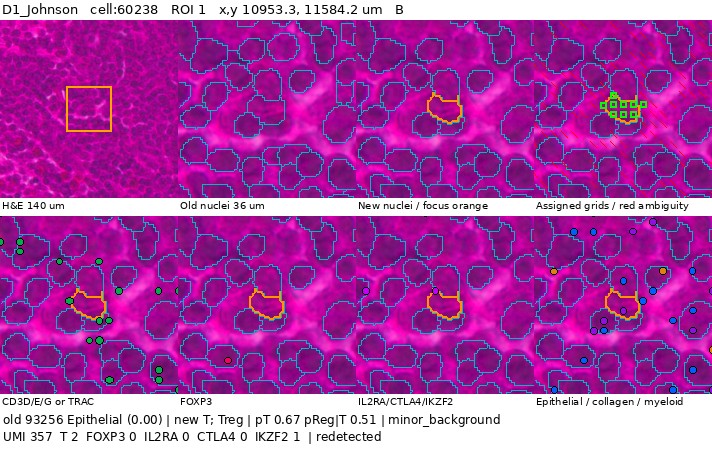 D1_Johnson   cell:60238   ROI 1   x,y 10953.3, 11584.2 um   B
H&E 140 um
Old nuclei 36 um
New nuclei / focus orange
Assigned grids / red ambiguity
CD3D/E/G or TRAC
FOXP3
IL2RA/CTLA4/IKZF2
Epithelial / collagen / myeloid
old 93256 Epithelial (0.00) | new T; Treg | pT 0.67 pReg|T 0.51 | minor_background
UMI 357  T 2  FOXP3 0  IL2RA 0  CTLA4 0  IKZF2 1  | redetected